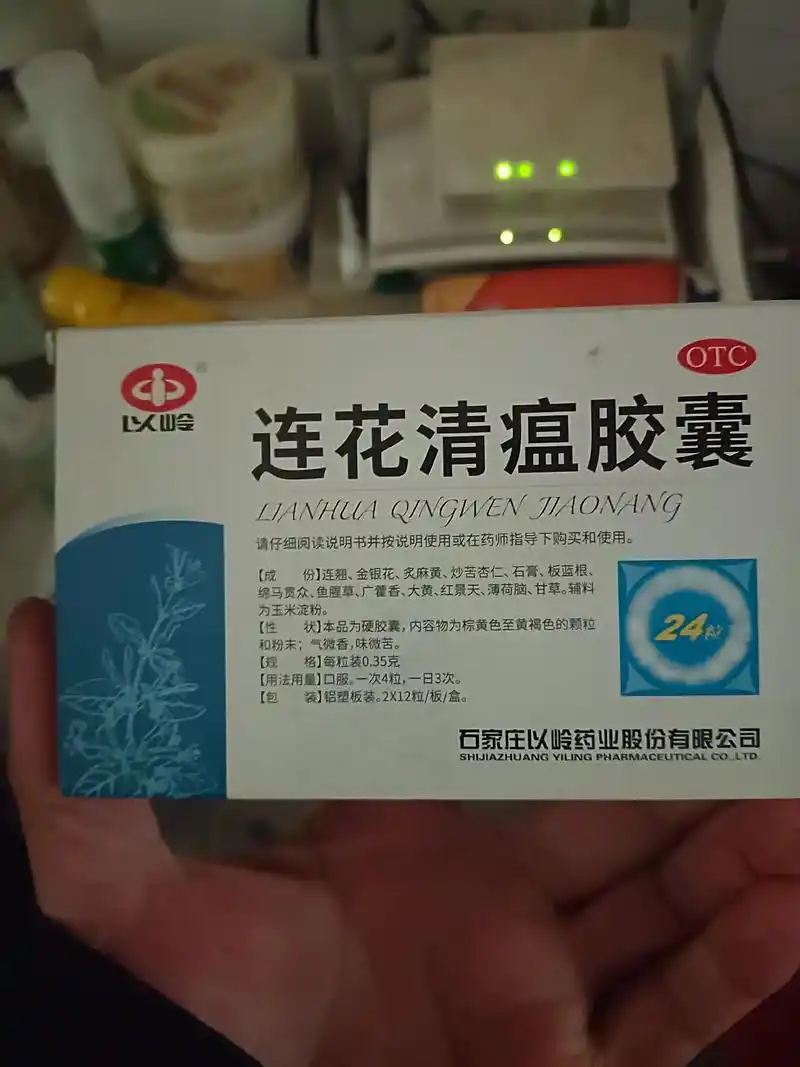 OTC
以岭
连花清瘟胶囊
LIANHUA QINGWEN JIAONANG
请仔细阅读说明书并按说明使用或在药师指导下购买和使用。
【成 份】连翘、金银花、炙麻黄、炒苦杏仁、石膏、板蓝根、
绵马贯众、鱼腥草、广藿香、大黄、红景天、薄荷脑、甘草。辅料
为玉米淀粉。
【性 状】本品为硬胶囊，内容物为棕黄色至黄褐色的颗粒
和粉末；气微香，味微苦。
【规 格】每粒装0.35克
【用法用量】口服。一次4粒，一日3次。
【包 装】铝塑板装。2X12粒/板/盒。
24粒
石家庄以岭药业股份有限公司
SHIJIAZHUANG YILING PHARMACEUTICAL CO.,LTD.